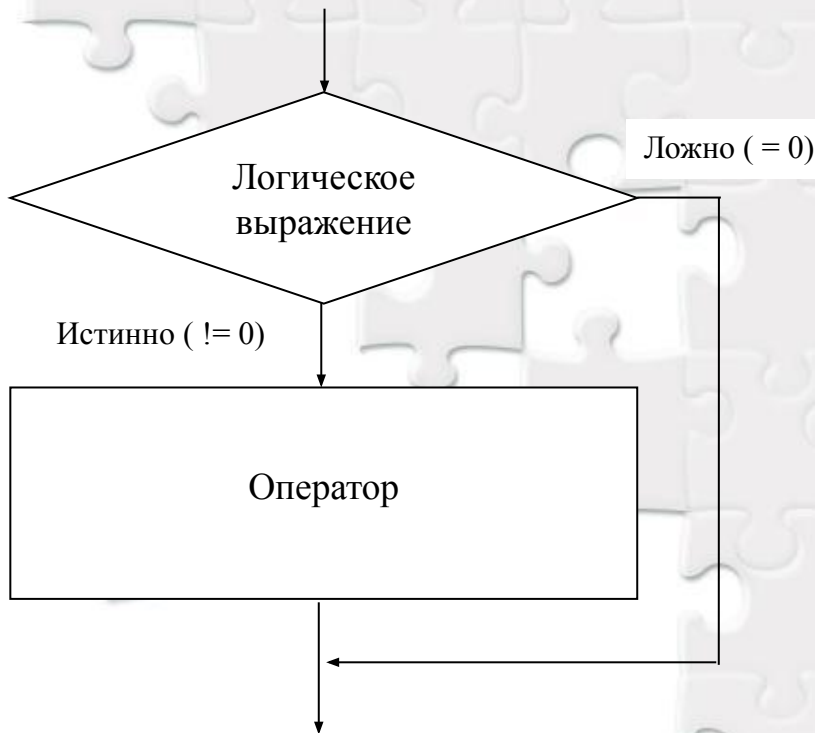 Ложно ( = 0)
Логическое
выражение
Истинно ( != 0)
Оператор